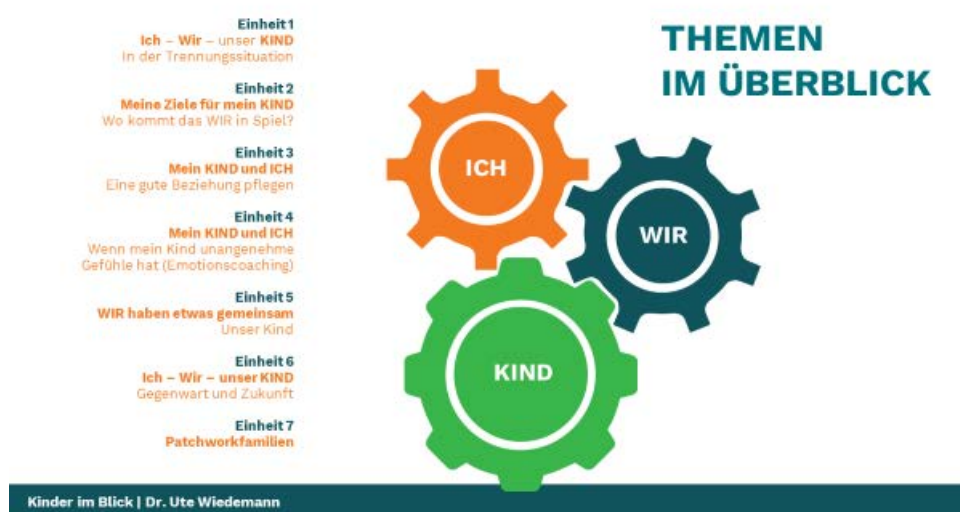 Einheit 1
Ich – Wir – unser KIND
In der Trennungssituation
Einheit 2
Meine Ziele für mein KIND
Wo kommt das WIR in Spiel?
Einheit 3
Mein KIND und ICH
Eine gute Beziehung pflegen
Einheit 4
Mein KIND und ICH
Wenn mein Kind unangenehme
Gefühle hat (Emotionscoaching)
Einheit 5
WIR haben etwas gemeinsam
Unser Kind
Einheit 6
Ich – Wir – unser KIND
Gegenwart und Zukunft
Einheit 7
Patchworkfamilien
THEMEN
IM ÜBERBLICK
ICH
WIR
KIND
Kinder im Blick | Dr. Ute Wiedemann